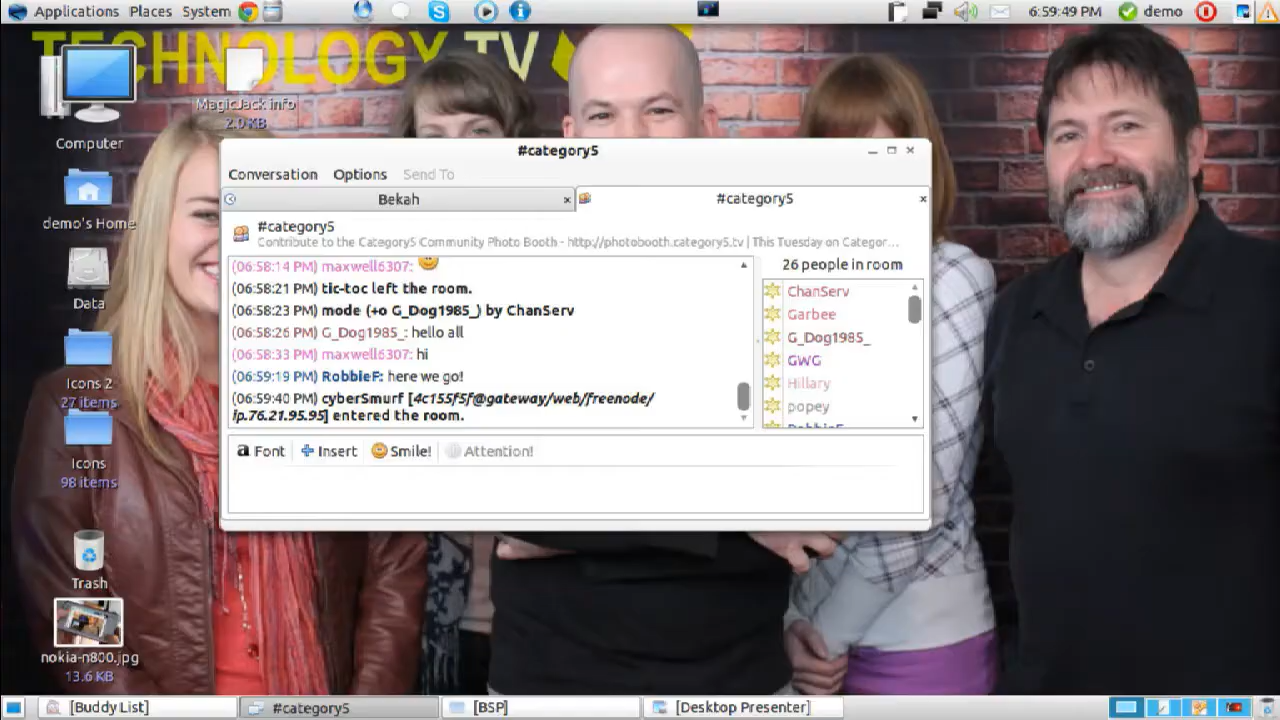 Applications Places System 6:59:49 PM demo
TECHNOLOGY TV
MagicJack info
2.0 KB
Computer
demo's Home
Data
Icons 2
27 items
Icons
98 items
Trash
nokia-n800.jpg
13.6 KB
#category5
Conversation Options Send To
Bekah #category5
#category5
Contribute to the Category5 Community Photo Booth - http://photobooth.category5.tv | This Tuesday on Categor...
(06:58:14 PM) maxwell6307:
(06:58:21 PM) tic-toc left the room.
(06:58:23 PM) mode (+o G_Dog1985_) by ChanServ
(06:58:26 PM) G_Dog1985_: hello all
(06:58:33 PM) maxwell6307: hi
(06:59:19 PM) RobbieF: here we go!
(06:59:40 PM) cyberSmurf [4c155f5f@gateway/web/freenode/
ip.76.21.95.95] entered the room.
26 people in room
ChanServ
Garbee
G_Dog1985_
GWG
Hillary
popey
RobbieF
a Font Insert Smile! Attention!
[Buddy List] #category5 [BSP] [Desktop Presenter]